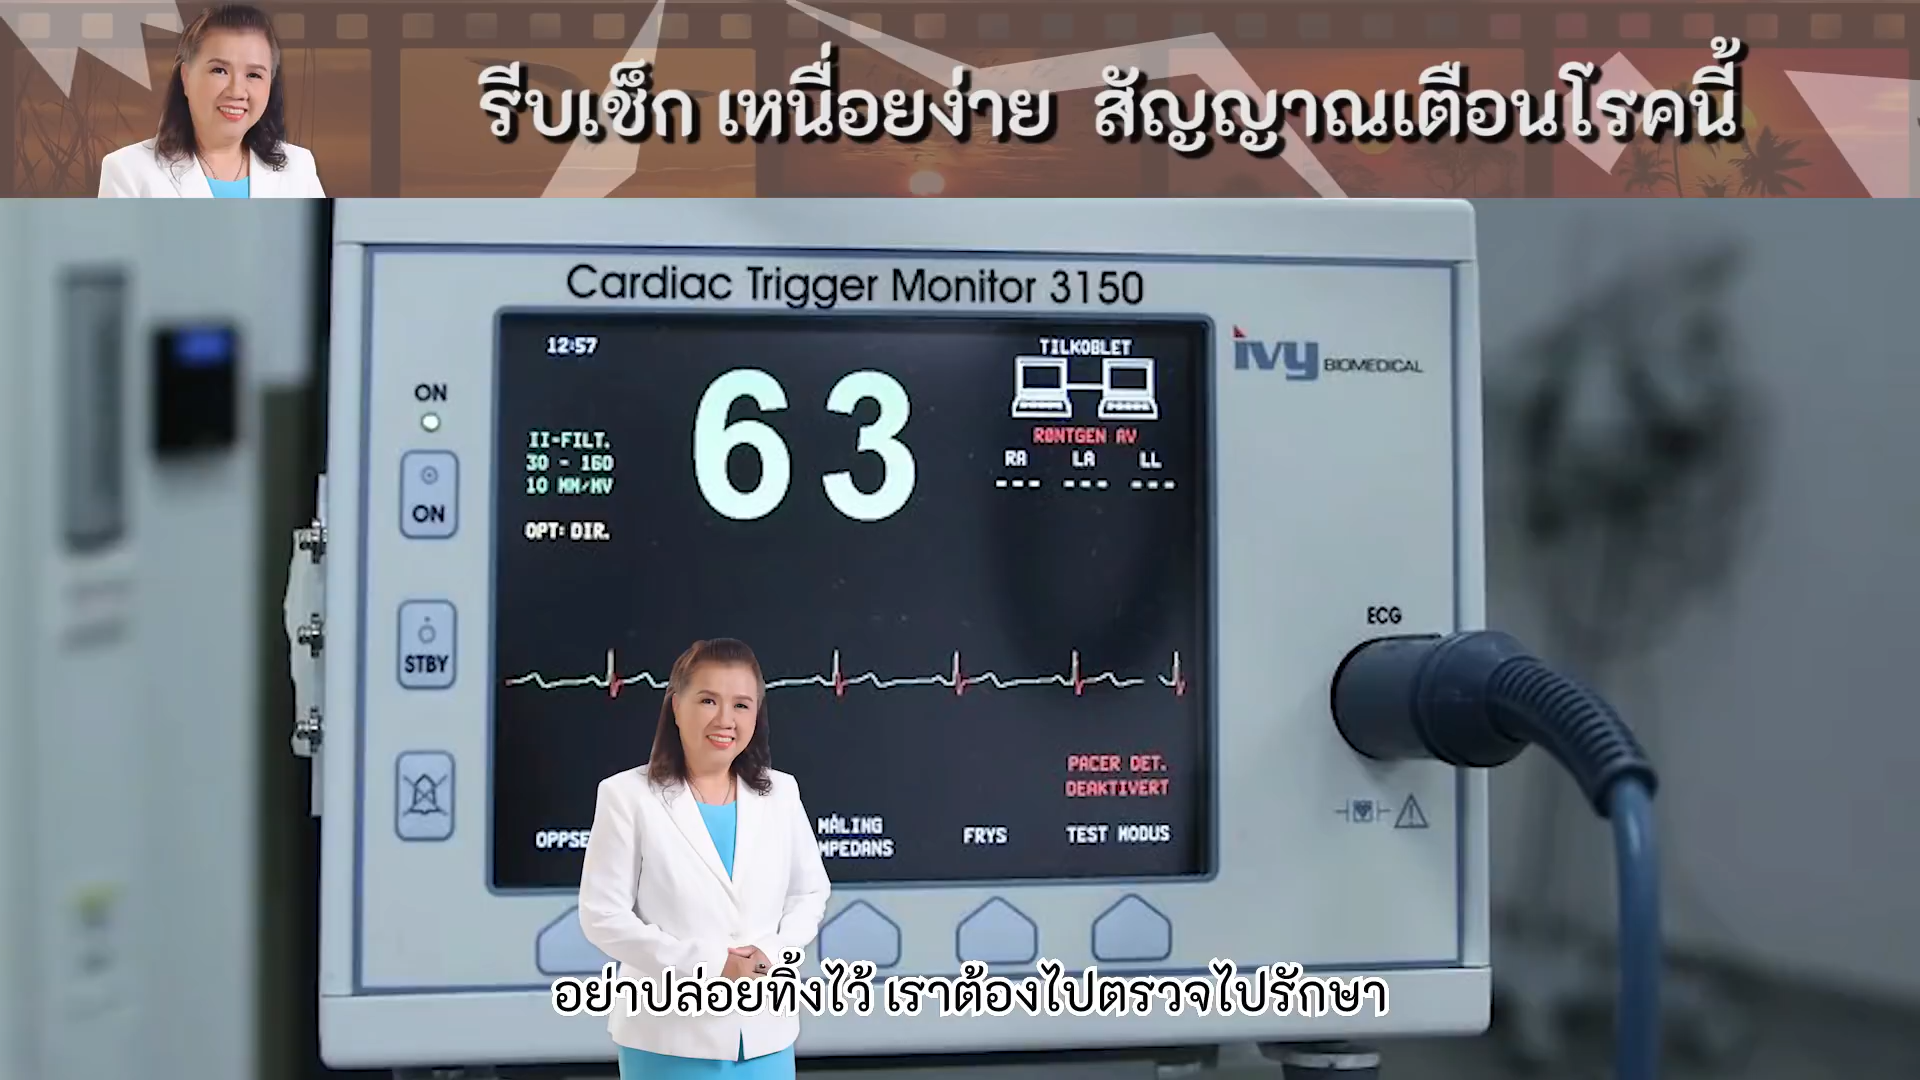 รีบเช็ก เหนื่อยง่าย สัญญาณเตือนโรคนี้
Cardiac Trigger Monitor 3150
ivy BIOMEDICAL
12:57
63
TILKOBLET
RØNTGEN AV
RA LA LL
--- --- ---
II-FILT.
30 - 160
10 MM/MV
OPT: DIR.
ON
ON
STBY
ECG
PACER DET.
DEAKTIVERT
MÅLING
FRYS
TEST MODUS
อย่าปล่อยทิ้งไว้ เราต้องไปตรวจไปรักษา